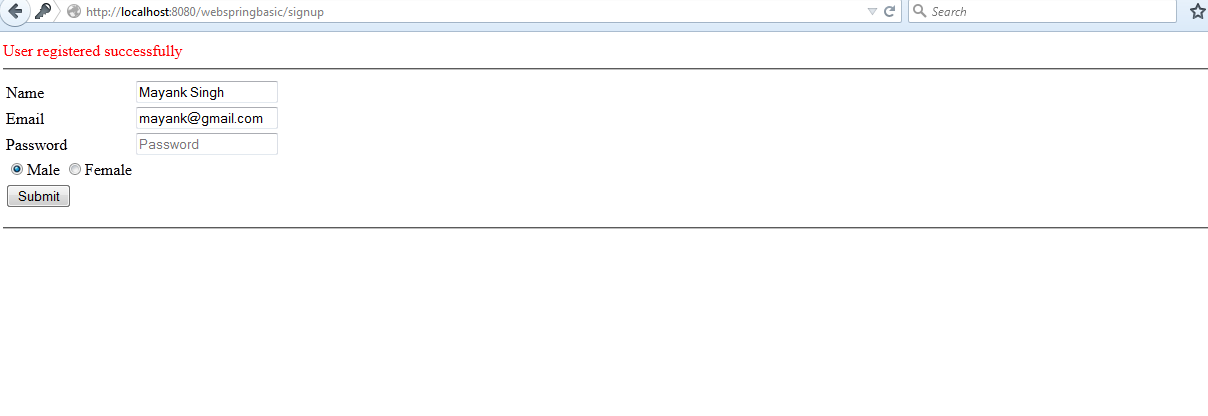 http://localhost:8080/webspringbasic/signup Search
User registered successfully
Name Mayank Singh
Email mayank@gmail.com
Password Password
Male Female
Submit